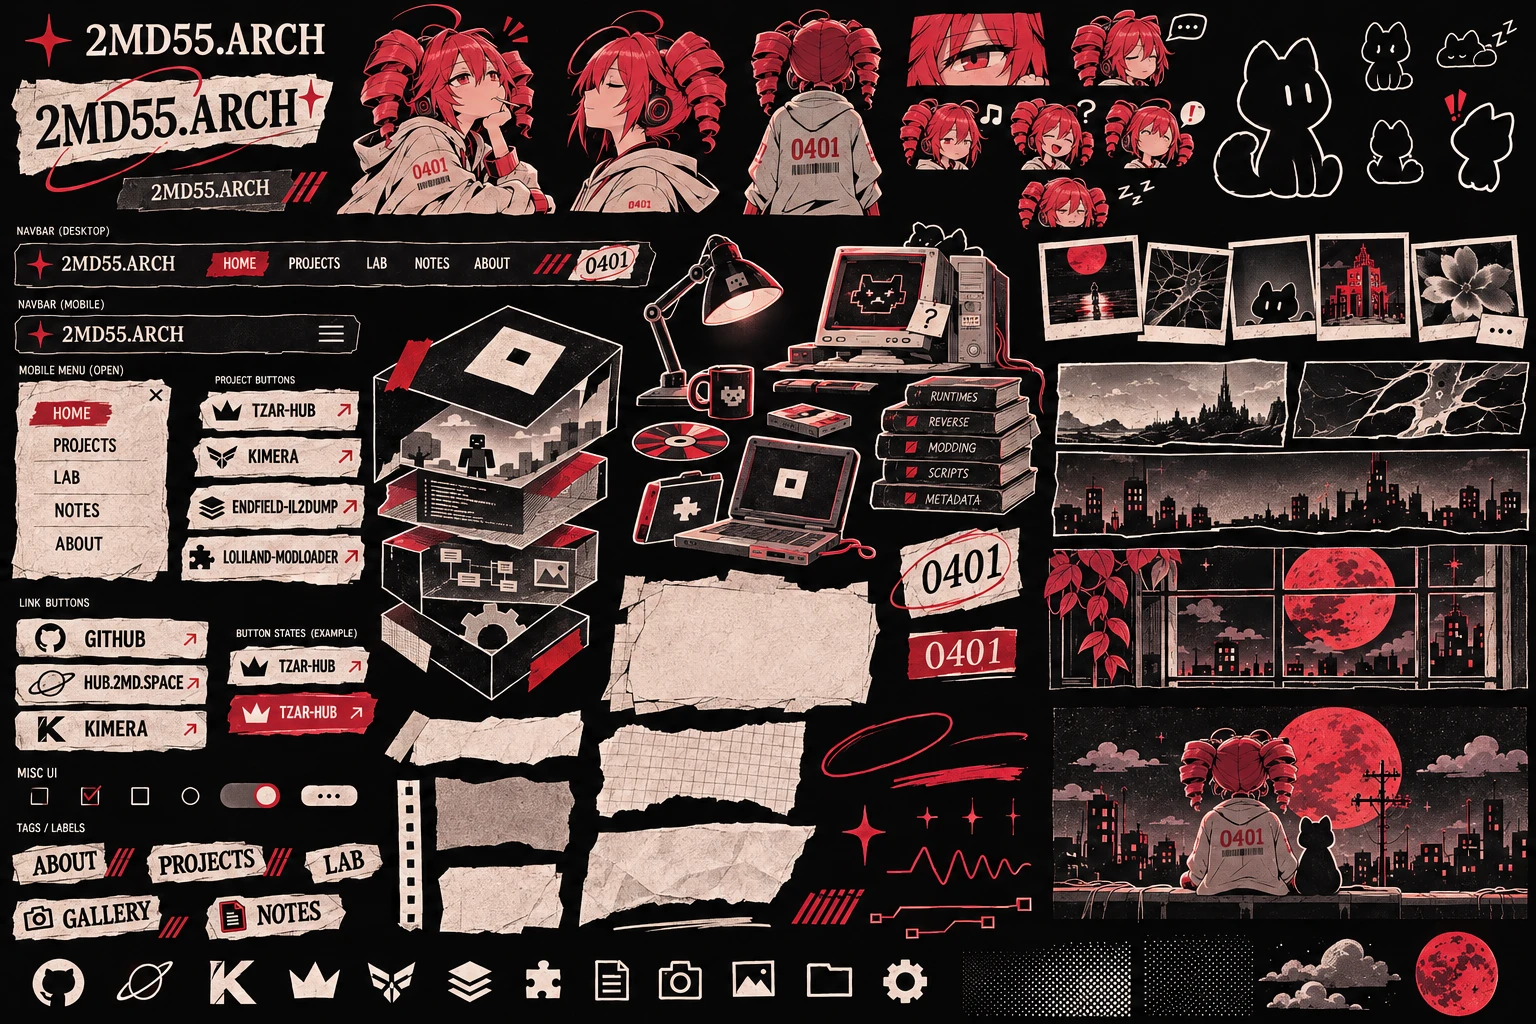 2MD55.ARCH
2MD55.ARCH
2MD55.ARCH
0401
0401
0401
...
?
!
z z z
z z z
!!
NAVBAR (DESKTOP)
2MD55.ARCH
HOME
PROJECTS
LAB
NOTES
ABOUT
0401
NAVBAR (MOBILE)
2MD55.ARCH
MOBILE MENU (OPEN)
HOME
PROJECTS
LAB
NOTES
ABOUT
PROJECT BUTTONS
TZAR-HUB
KIMERA
ENDFIELD-IL2DUMP
LOLILAND-MODLOADER
LINK BUTTONS
GITHUB
HUB.2MD.SPACE
KIMERA
BUTTON STATES (EXAMPLE)
TZAR-HUB
TZAR-HUB
MISC UI
TAGS / LABELS
ABOUT
PROJECTS
LAB
GALLERY
NOTES
?
RUNTIMES
REVERSE
MODDING
SCRIPTS
METADATA
0401
0401
...
0401
K